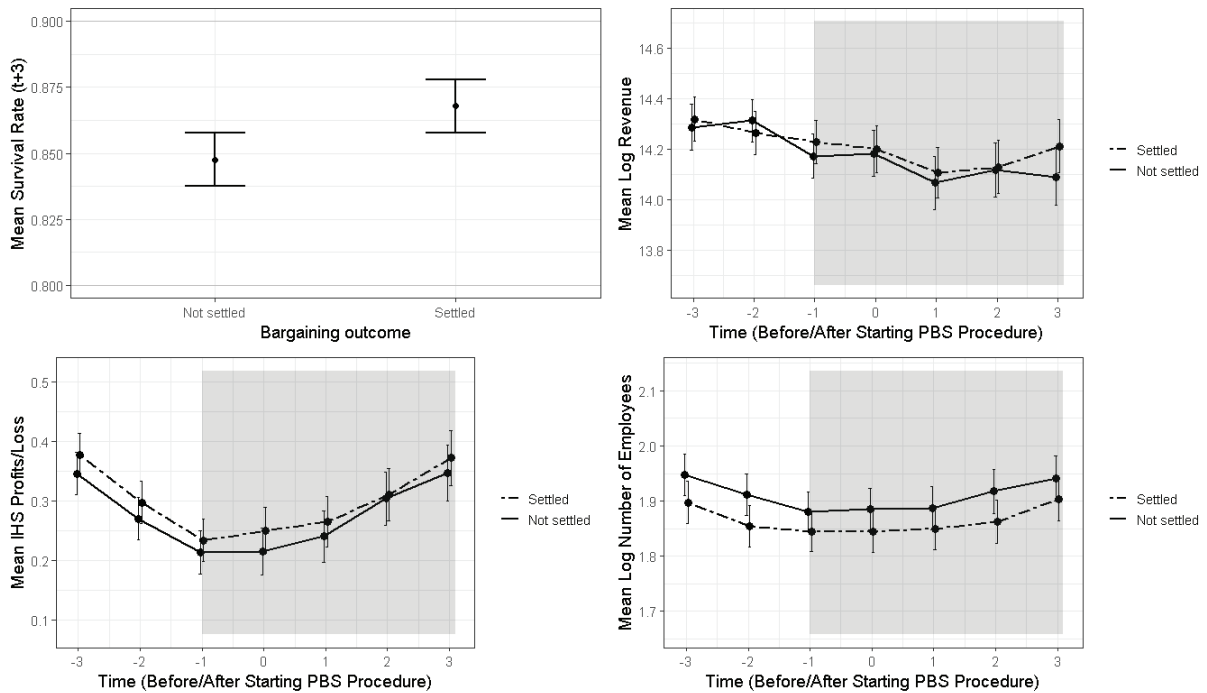 Mean Survival Rate (t+3)
0.900
0.875
0.850
0.825
0.800
Not settled
Settled
Bargaining outcome
Mean Log Revenue
14.6
14.4
14.2
14.0
13.8
-3 -2 -1 0 1 2 3
Time (Before/After Starting PBS Procedure)
Settled
Not settled
Mean IHS Profits/Loss
0.5
0.4
0.3
0.2
0.1
-3 -2 -1 0 1 2 3
Time (Before/After Starting PBS Procedure)
Settled
Not settled
Mean Log Number of Employees
2.1
2.0
1.9
1.8
1.7
-3 -2 -1 0 1 2 3
Time (Before/After Starting PBS Procedure)
Settled
Not settled